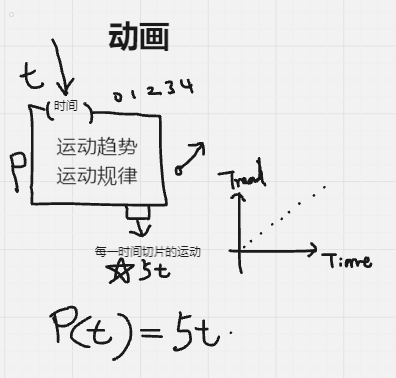 动画
t
(时间)
0 1 2 3 4
P
运动趋势
运动规律
Trend
Time
每一时间切片的运动
☆ 5t
P(t) = 5t.